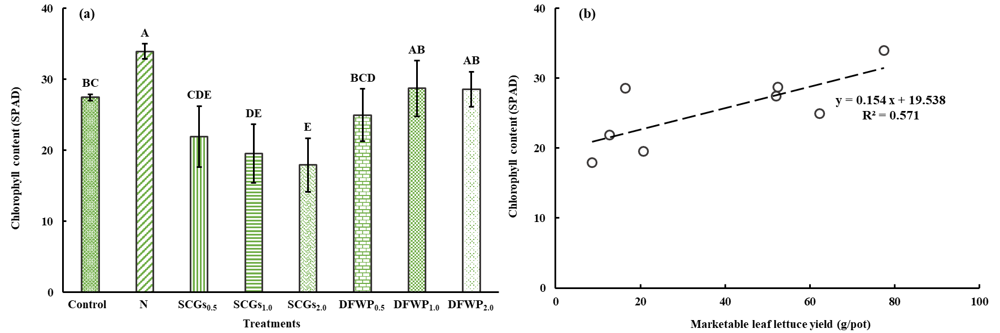 (a)
40
30
20
10
0
Chlorophyll content (SPAD)
BC
A
CDE
DE
E
BCD
AB
AB
Control N SCGs0.5 SCGs1.0 SCGs2.0 DFWP0.5 DFWP1.0 DFWP2.0
Treatments
(b)
40
30
20
10
0
Chlorophyll content (SPAD)
y = 0.154x + 19.538
R² = 0.571
0 20 40 60 80 100
Marketable leaf lettuce yield (g/pot)